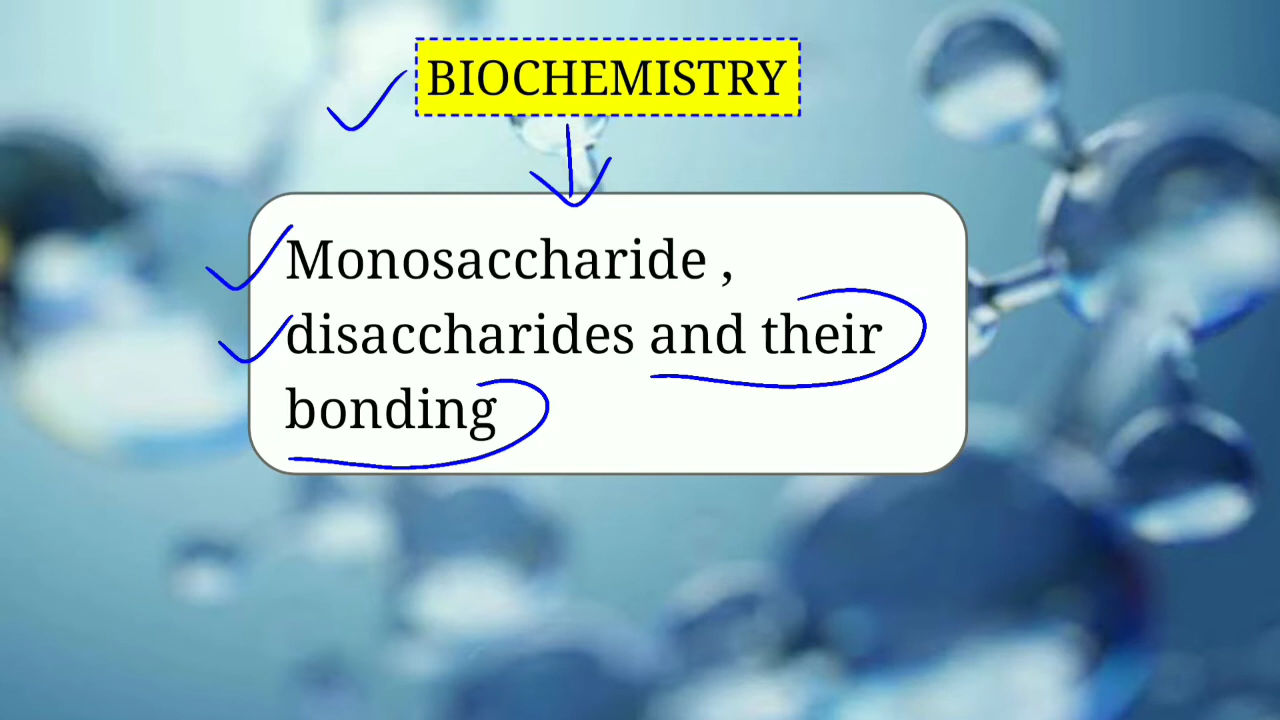 BIOCHEMISTRY
Monosaccharide ,
disaccharides and their
bonding